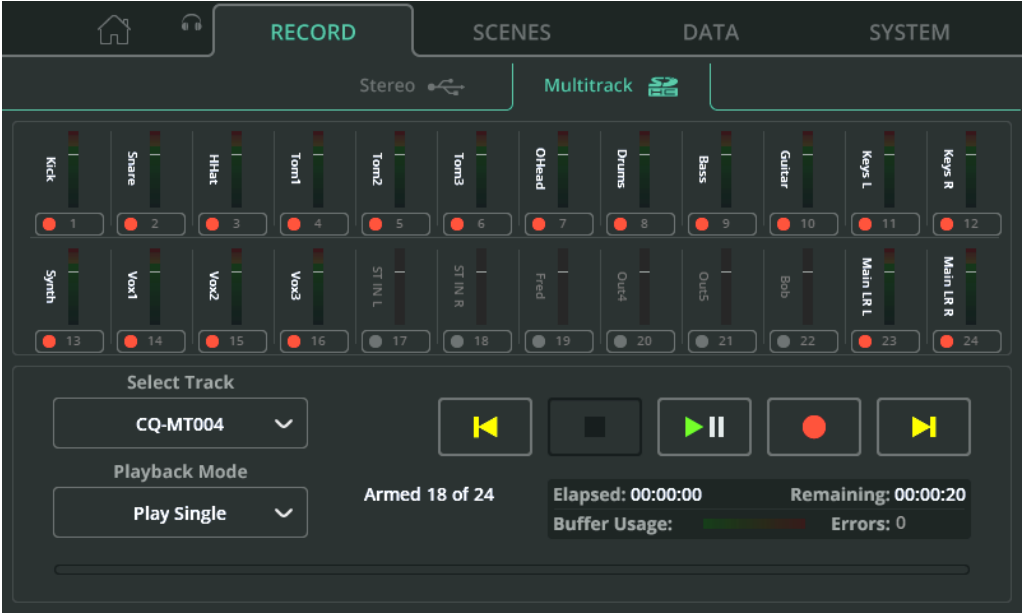 RECORD SCENES DATA SYSTEM
Stereo Multitrack SD HC
Kick Snare HHat Tom1 Tom2 Tom3 OHead Drums Bass Guitar Keys L Keys R
1 2 3 4 5 6 7 8 9 10 11 12
Synth Vox1 Vox2 Vox3 ST IN L ST IN R Fred Out4 Out5 Bob Main LR L Main LR R
13 14 15 16 17 18 19 20 21 22 23 24
Select Track
CQ-MT004
Playback Mode
Play Single
Armed 18 of 24
Elapsed: 00:00:00 Remaining: 00:00:20
Buffer Usage: Errors: 0